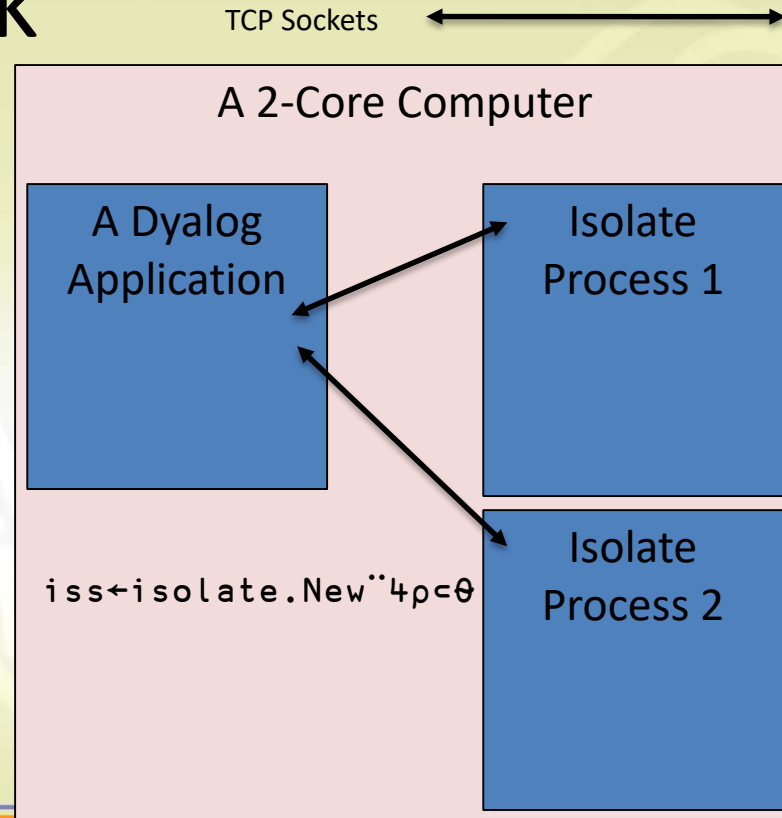 K
TCP Sockets
A 2-Core Computer
A Dyalog
Application
Isolate
Process 1
iss←isolate.New¨4⍴⊂⍬
Isolate
Process 2